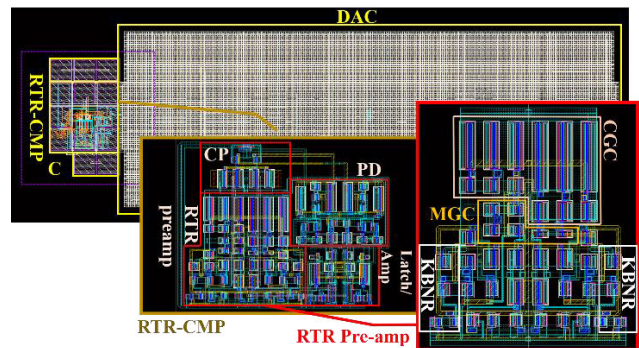 DAC
RTR-CMP
C
CP
PD
RTR
preamp
Latch/
Amp
RTR-CMP
CGC
MGC
KBNR
KBNR
RTR Pre-amp